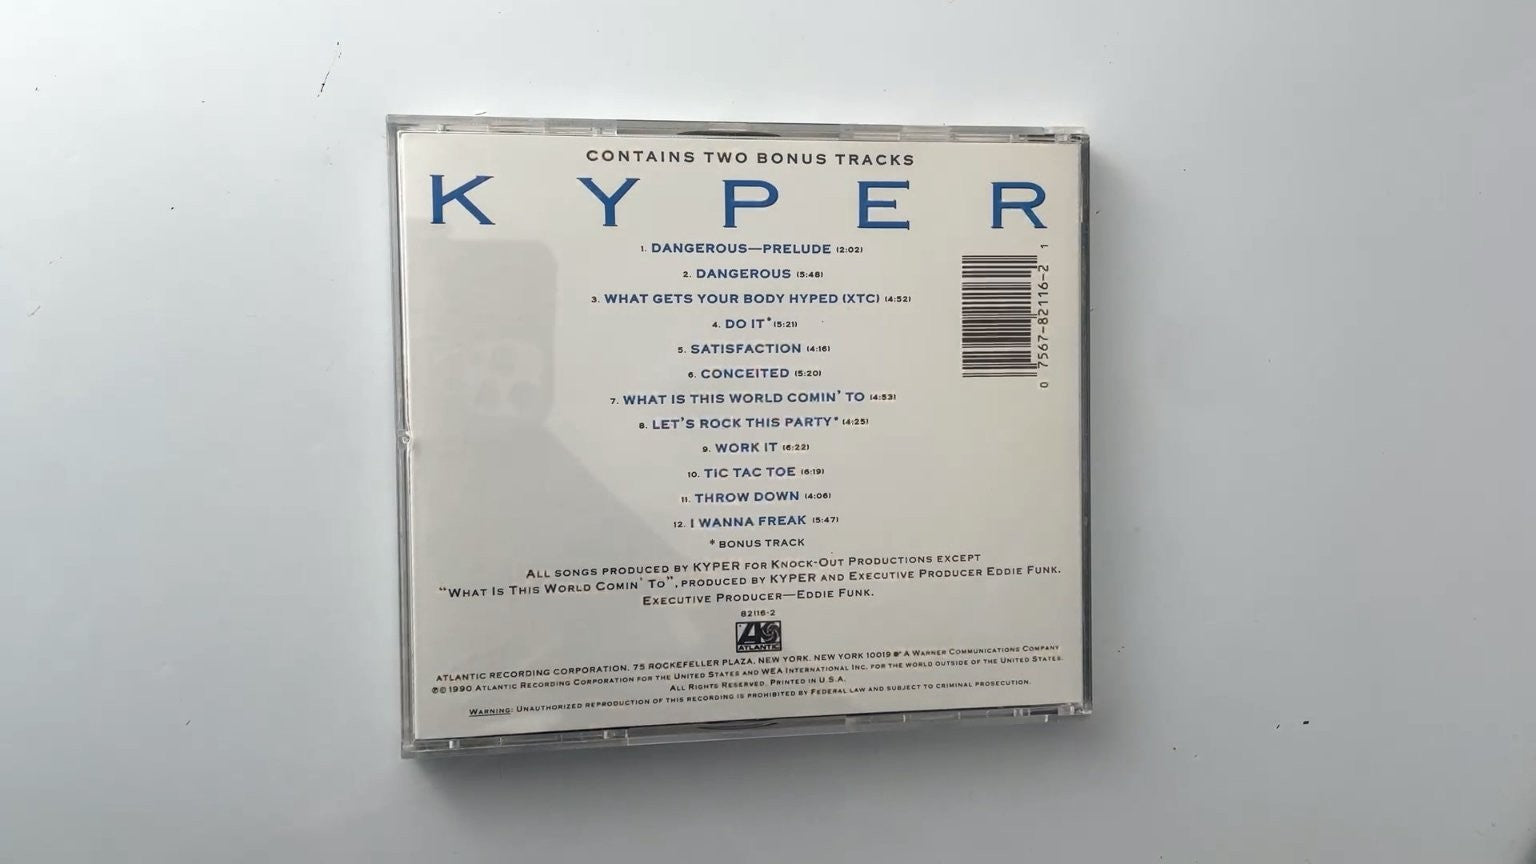 CONTAINS TWO BONUS TRACKS
KYPER
1. DANGEROUS—PRELUDE (2:02)
2. DANGEROUS (5:48)
3. WHAT GETS YOUR BODY HYPED (XTC) (4:52)
4. DO IT* (5:21)
5. SATISFACTION (4:16)
6. CONCEITED (5:20)
7. WHAT IS THIS WORLD COMIN' TO (4:53)
8. LET'S ROCK THIS PARTY* (4:25)
9. WORK IT (6:22)
10. TIC TAC TOE (6:19)
11. THROW DOWN (4:06)
12. I WANNA FREAK (5:47)
* BONUS TRACK
0 7567-82116-2 1
ALL SONGS PRODUCED BY KYPER FOR KNOCK-OUT PRODUCTIONS EXCEPT
"WHAT IS THIS WORLD COMIN' TO", PRODUCED BY KYPER AND EXECUTIVE PRODUCER EDDIE FUNK.
EXECUTIVE PRODUCER—EDDIE FUNK.
82116-2
ATLANTIC
ATLANTIC RECORDING CORPORATION, 75 ROCKEFELLER PLAZA, NEW YORK, NEW YORK 10019 A WARNER COMMUNICATIONS COMPANY
℗© 1990 ATLANTIC RECORDING CORPORATION FOR THE UNITED STATES AND WEA INTERNATIONAL INC. FOR THE WORLD OUTSIDE OF THE UNITED STATES.
ALL RIGHTS RESERVED. PRINTED IN U.S.A.
WARNING: UNAUTHORIZED REPRODUCTION OF THIS RECORDING IS PROHIBITED BY FEDERAL LAW AND SUBJECT TO CRIMINAL PROSECUTION.